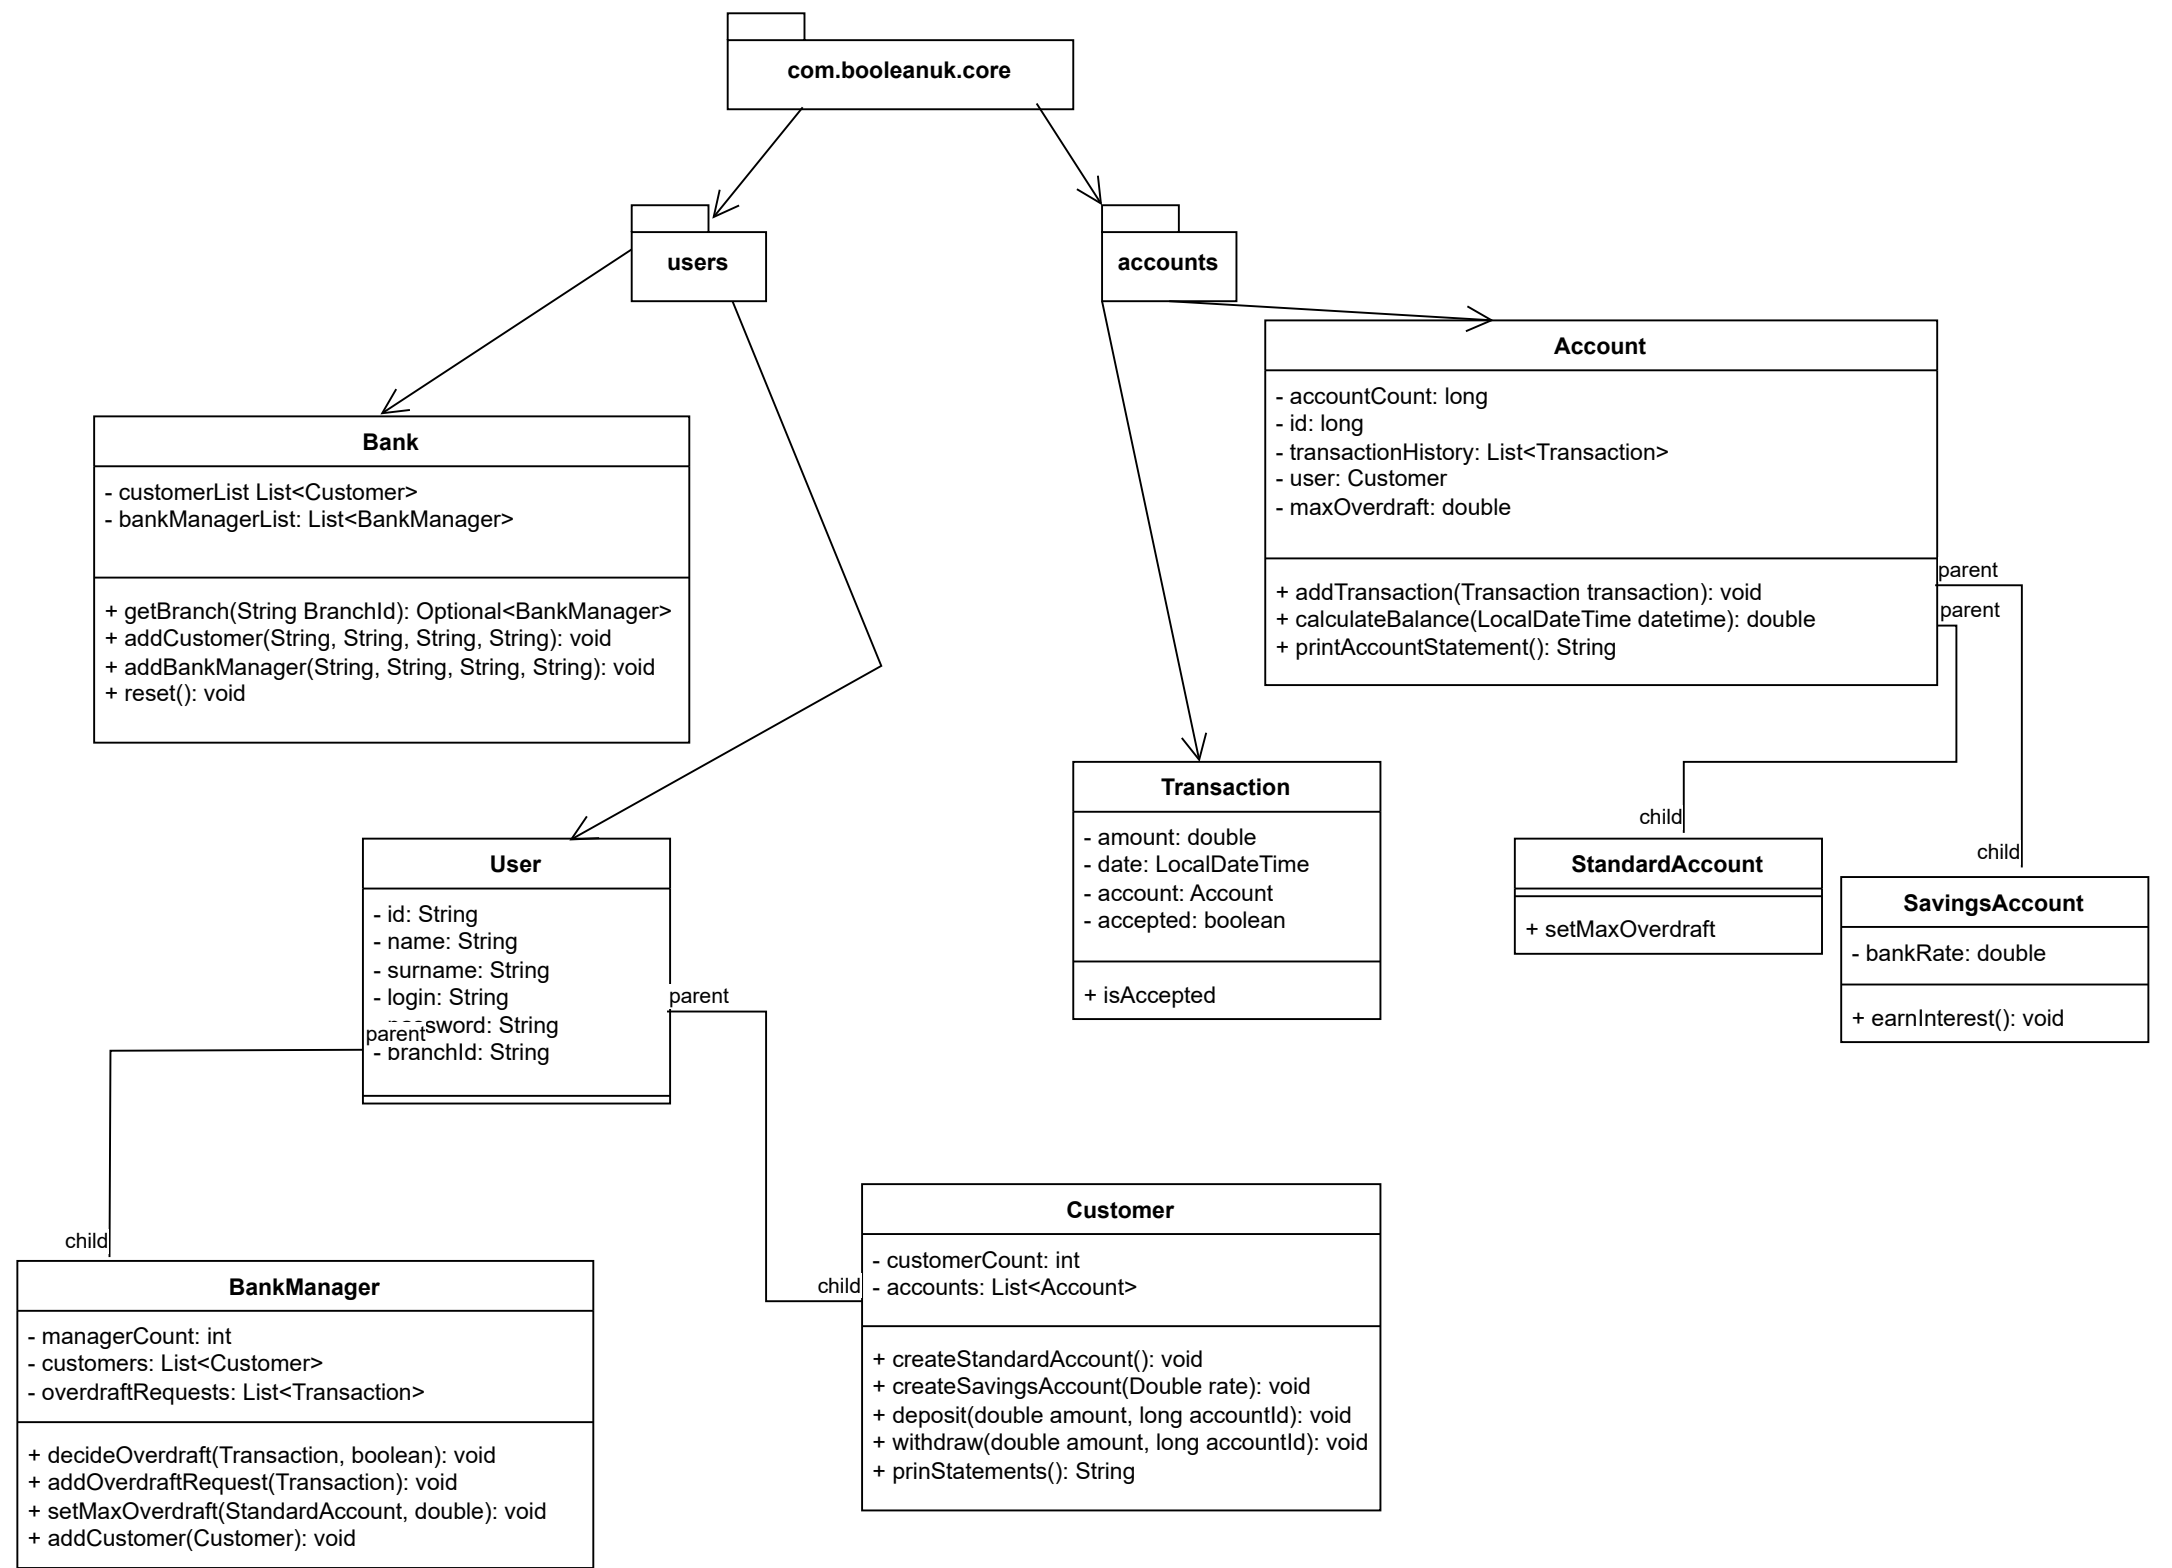 com.booleanuk.core
users
accounts
Bank
- customerList List<Customer>
- bankManagerList: List<BankManager>
+ getBranch(String BranchId): Optional<BankManager>
+ addCustomer(String, String, String, String): void
+ addBankManager(String, String, String, String): void
+ reset(): void
Account
- accountCount: long
- id: long
- transactionHistory: List<Transaction>
- user: Customer
- maxOverdraft: double
+ addTransaction(Transaction transaction): void
+ calculateBalance(LocalDateTime datetime): double
+ printAccountStatement(): String
parent
parent
child
child
Transaction
- amount: double
- date: LocalDateTime
- account: Account
- accepted: boolean
+ isAccepted
StandardAccount
+ setMaxOverdraft
SavingsAccount
- bankRate: double
+ earnInterest(): void
User
- id: String
- name: String
- surname: String
- login: String
- password: String
- branchId: String
parent
parent
child
child
BankManager
- managerCount: int
- customers: List<Customer>
- overdraftRequests: List<Transaction>
+ decideOverdraft(Transaction, boolean): void
+ addOverdraftRequest(Transaction): void
+ setMaxOverdraft(StandardAccount, double): void
+ addCustomer(Customer): void
Customer
- customerCount: int
- accounts: List<Account>
+ createStandardAccount(): void
+ createSavingsAccount(Double rate): void
+ deposit(double amount, long accountId): void
+ withdraw(double amount, long accountId): void
+ prinStatements(): String